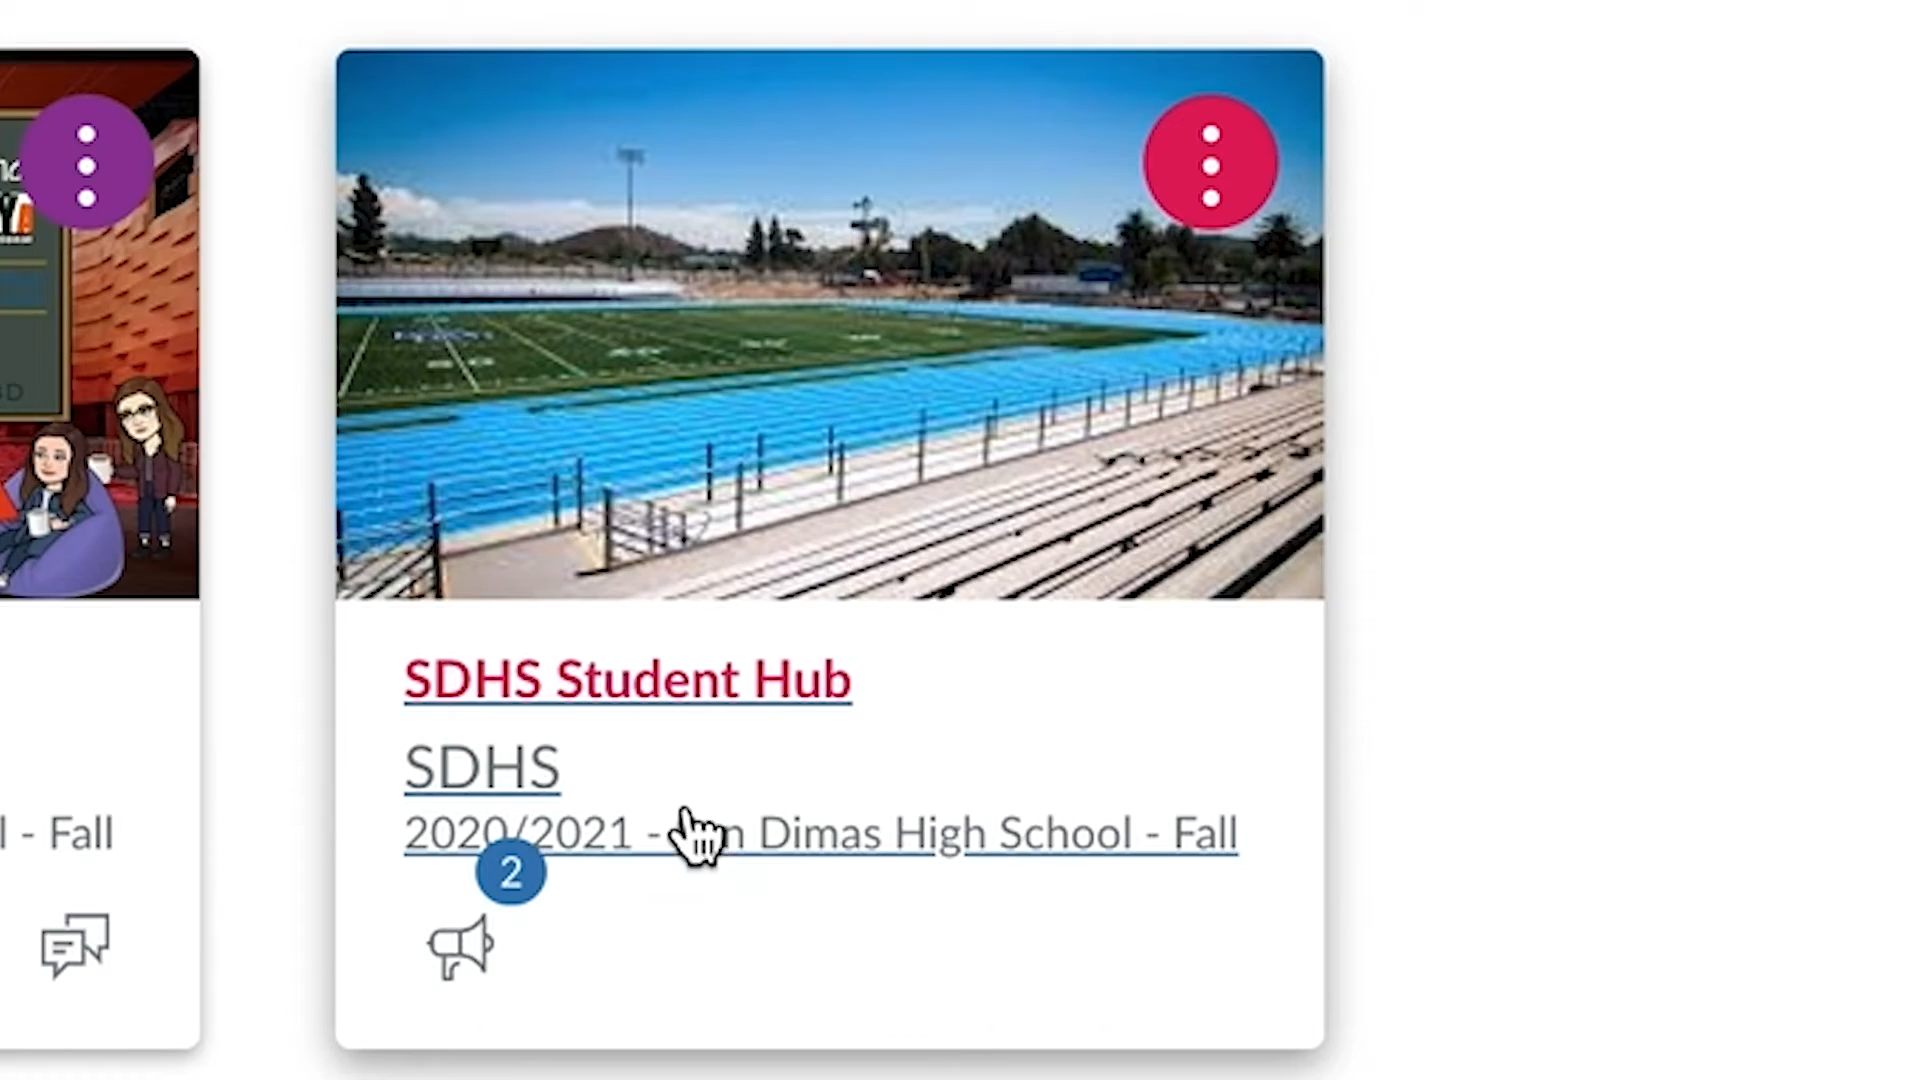 SDHS Student Hub
SDHS
2020/2021 - n Dimas High School - Fall
2
l - Fall